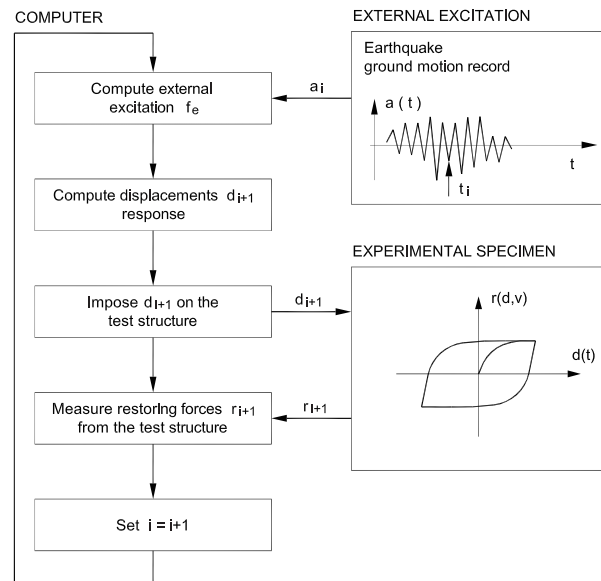 COMPUTER
Compute external
excitation fe
Compute displacements di+1
response
Impose dI+1 on the
test structure
Measure restoring forces ri+1
from the test structure
Set i = i+1
EXTERNAL EXCITATION
Earthquake
ground motion record
ai
a (t)
t
ti
EXPERIMENTAL SPECIMEN
di+1
r(d,v)
d(t)
rI+1